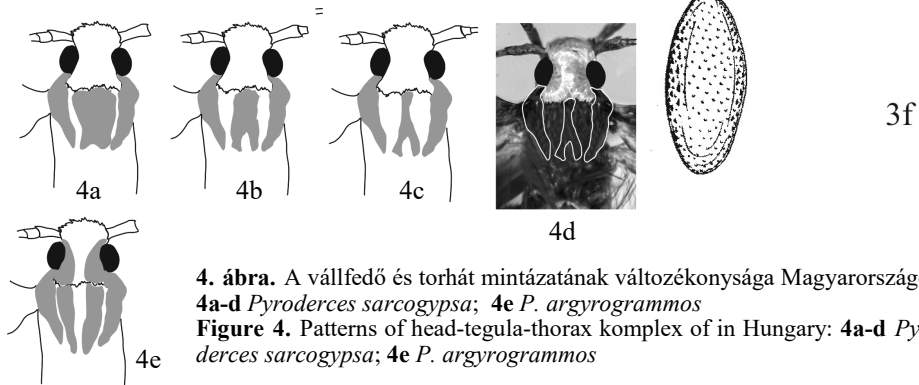 =
3f
4a 4b 4c
4d
4e
4. ábra. A vállfedő és torhát mintázatának változékonysága Magyarország
4a-d Pyroderces sarcogypsa; 4e P. argyrogrammos
Figure 4. Patterns of head-tegula-thorax komplex of in Hungary: 4a-d Py
derces sarcogypsa; 4e P. argyrogrammos